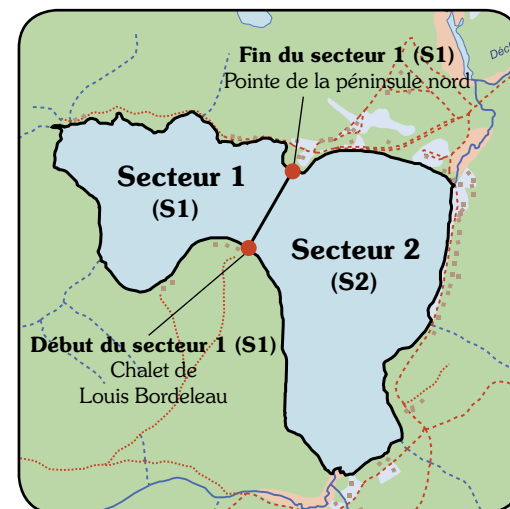 Fin du secteur 1 (S1)
Pointe de la péninsule nord
Secteur 1
(S1)
Secteur 2
(S2)
Début du secteur 1 (S1)
Chalet de
Louis Bordeleau